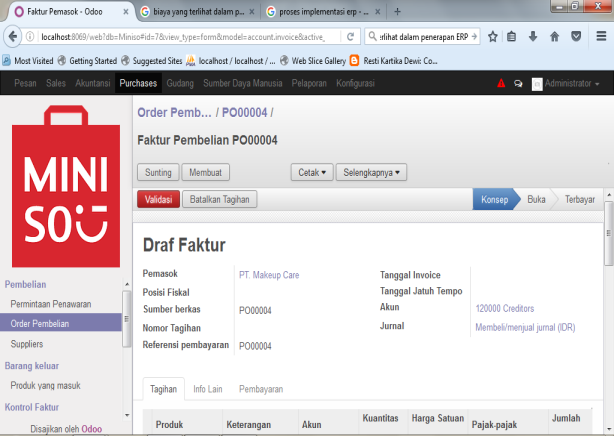 Faktur Pemasok - Odoo × biaya yang terlihat dalam p... × proses implementasi erp - ... × +
localhost:8069/web?db=Miniso#id=7&view_type=form&model=account.invoice&active_ erlihat dalam penerapan ERP
Most Visited Getting Started Suggested Sites localhost / localhost / ... Web Slice Gallery Resti Kartika Dewi: Co...
Pesan Sales Akuntansi Purchases Gudang Sumber Daya Manusia Pelaporan Konfigurasi Administrator
MINI
SO
Order Pemb... / PO00004 /
Faktur Pembelian PO00004
Sunting Membuat Cetak Selengkapnya
Validasi Batalkan Tagihan Konsep Buka Terbayar
Draf Faktur
Pemasok PT. Makeup Care Tanggal Invoice
Posisi Fiskal Tanggal Jatuh Tempo
Sumber berkas PO00004 Akun 120000 Creditors
Nomor Tagihan Jurnal Membeli/menjual jurnal (IDR)
Referensi pembayaran PO00004
Pembelian
Permintaan Penawaran
Order Pembelian
Suppliers
Barang keluar
Produk yang masuk
Kontrol Faktur
Disajikan oleh Odoo
Tagihan Info Lain Pembayaran
Produk Keterangan Akun Kuantitas Harga Satuan Pajak-pajak Jumlah